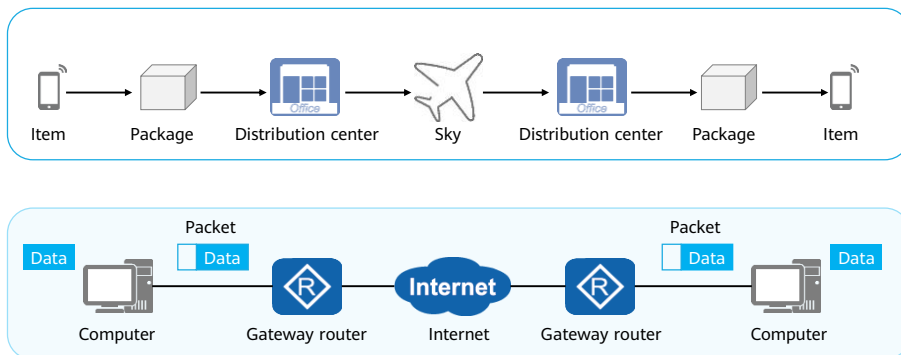 Office
Office
Item
Package
Distribution center
Sky
Distribution center
Package
Item
Packet
Packet
Data
Data
Data
Data
R
Internet
R
Computer
Gateway router
Internet
Gateway router
Computer